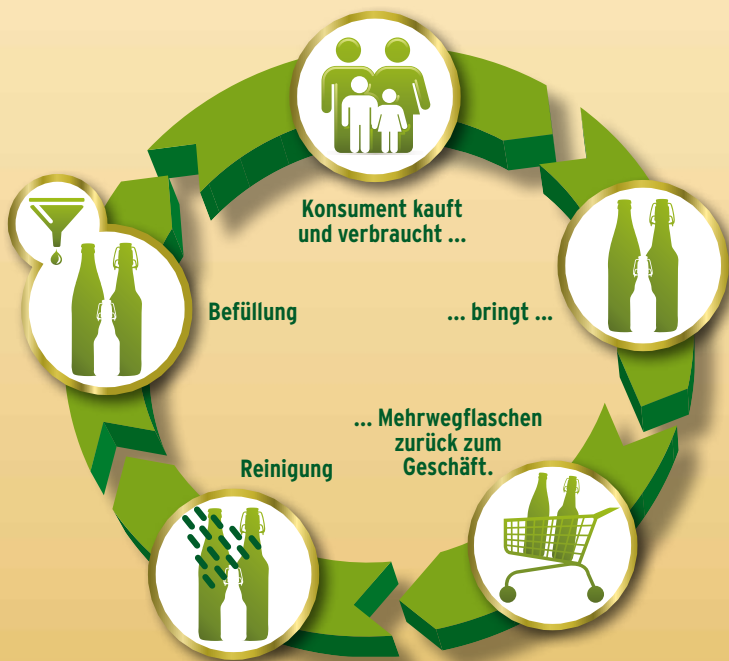 Konsument kauft
und verbraucht ...
... bringt ...
... Mehrwegflaschen
zurück zum
Geschäft.
Reinigung
Befüllung